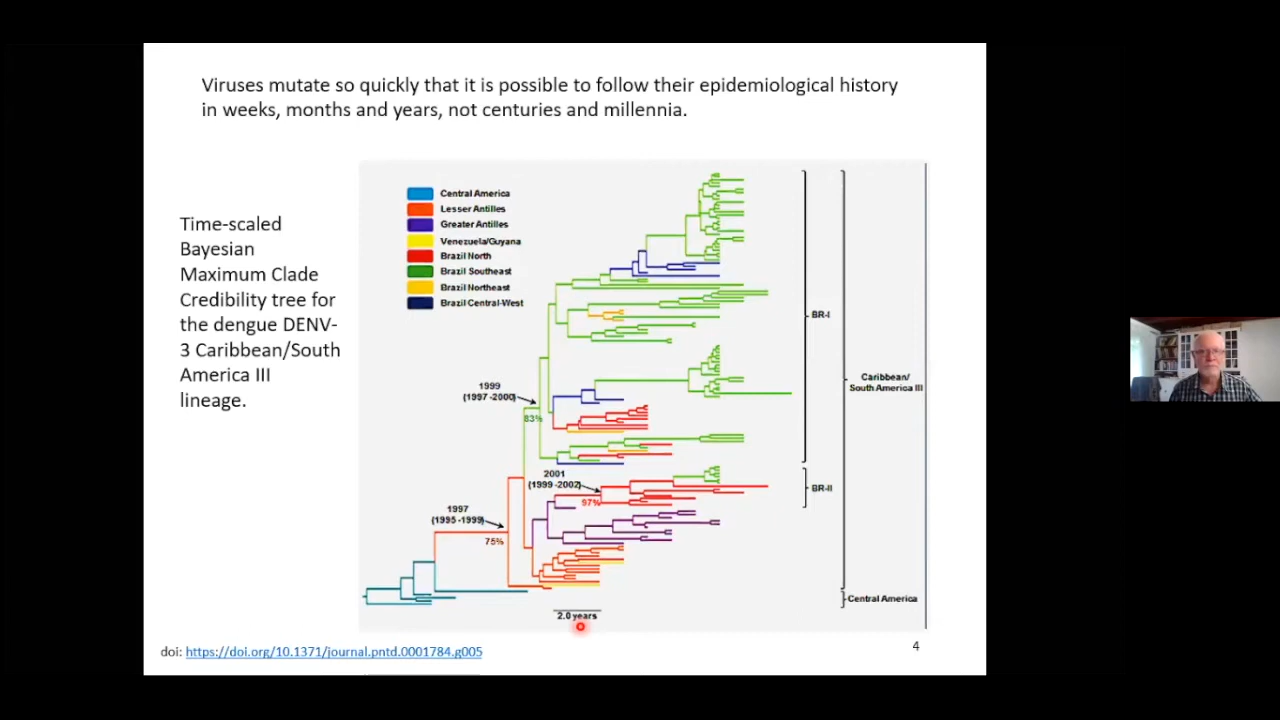 Viruses mutate so quickly that it is possible to follow their epidemiological history
in weeks, months and years, not centuries and millennia.
Time-scaled
Bayesian
Maximum Clade
Credibility tree for
the dengue DENV-
3 Caribbean/South
America III
lineage.
Central America
Lesser Antilles
Greater Antilles
Venezuela/Guyana
Brazil North
Brazil Southeast
Brazil Northeast
Brazil Central-West
BR-I
Caribbean/
South America III
1999
(1997 -2000)
83%
2001
(1999 -2002)
97%
BR-II
1997
(1995 -1999)
75%
Central America
2.0 years
doi: https://doi.org/10.1371/journal.pntd.0001784.g005
4